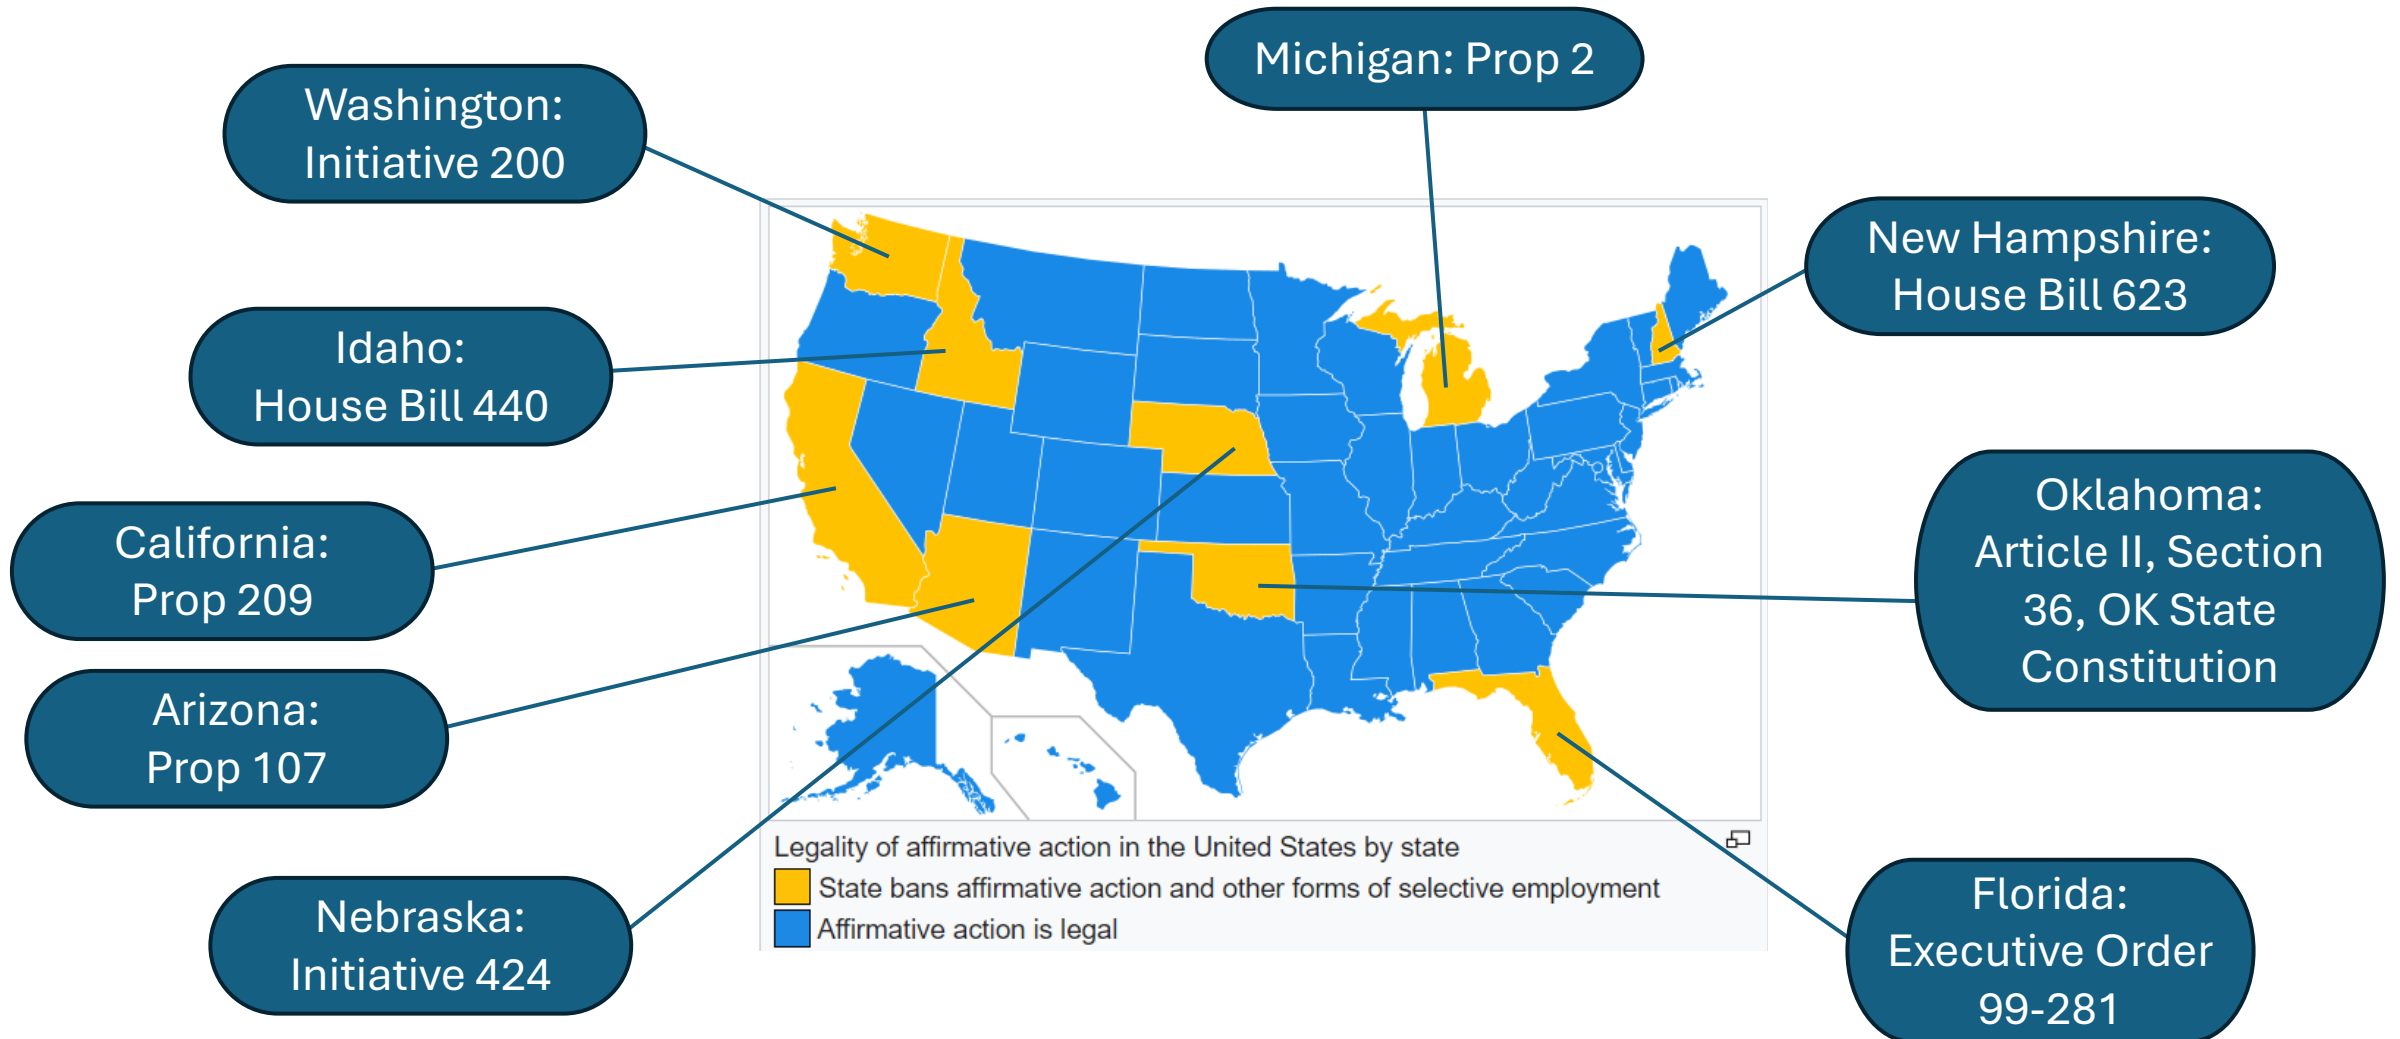 Michigan: Prop 2
Washington:
Initiative 200
New Hampshire:
House Bill 623
Idaho:
House Bill 440
California:
Prop 209
Oklahoma:
Article II, Section
36, OK State
Constitution
Arizona:
Prop 107
Nebraska:
Initiative 424
Florida:
Executive Order
99-281
Legality of affirmative action in the United States by state
State bans affirmative action and other forms of selective employment
Affirmative action is legal